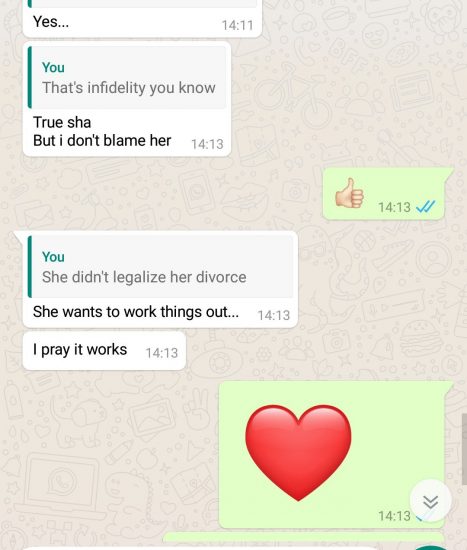 Yes...
14:11
You
That's infidelity you know
True sha
But i don't blame her
14:13
14:13
You
She didn't legalize her divorce
She wants to work things out...
14:13
I pray it works
14:13
14:13